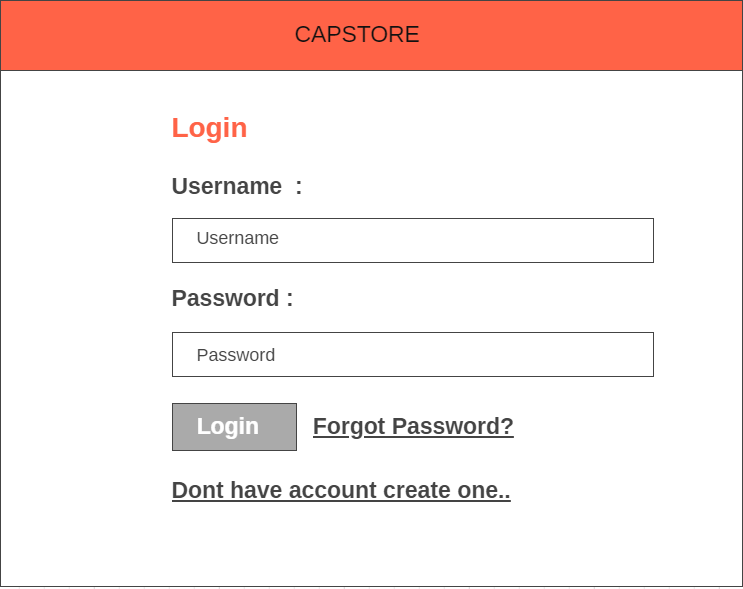 CAPSTORE
Login
Username  :
Username
Password :
Password
Login Forgot Password?
Dont have account create one..